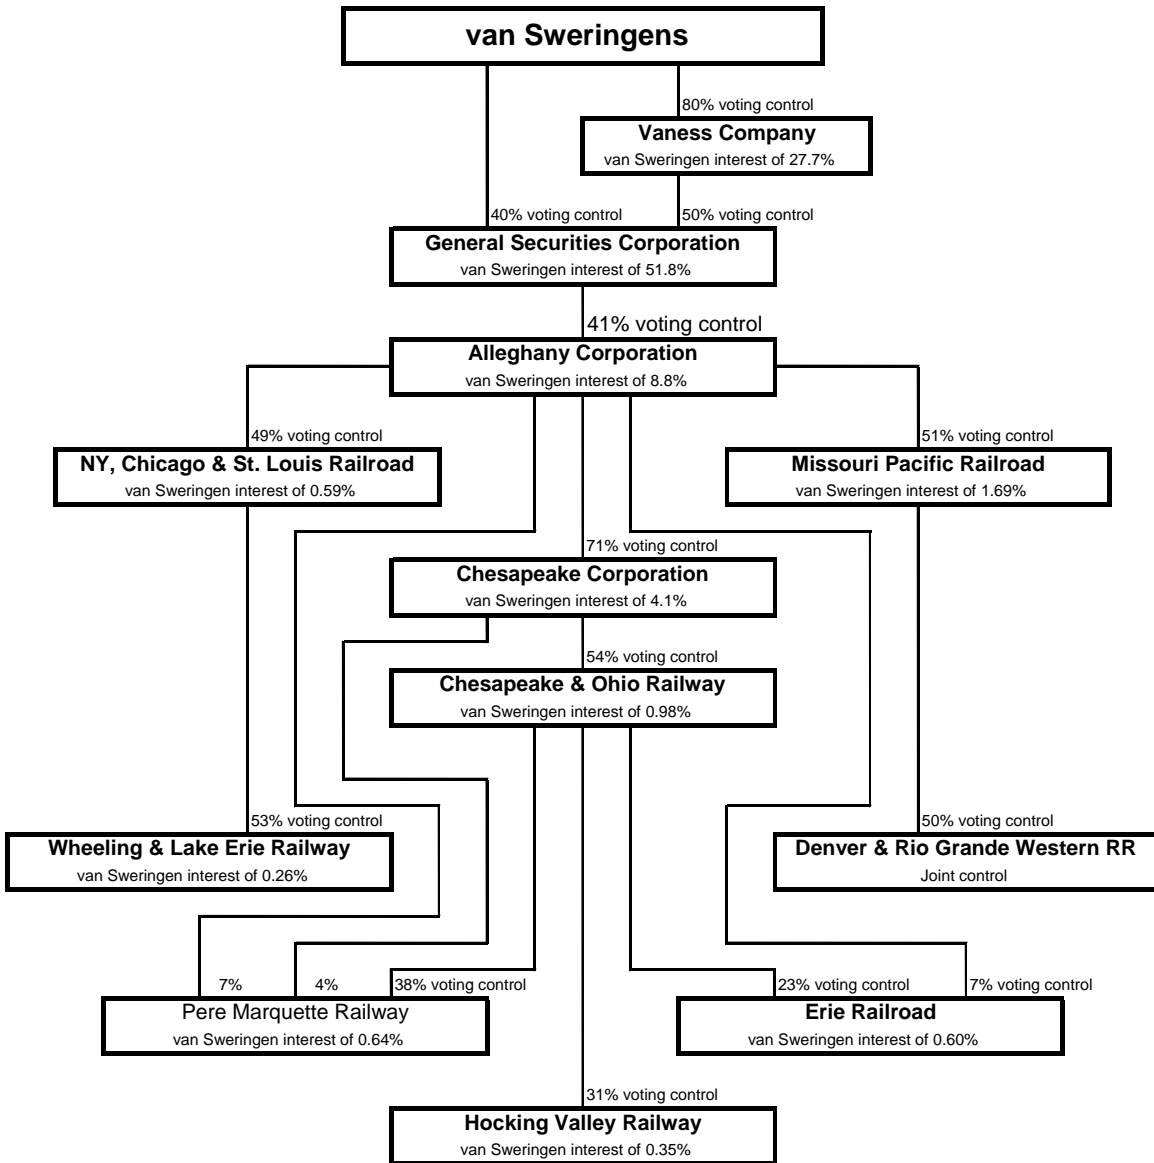 van Sweringens
80% voting control
Vaness Company
van Sweringen interest of 27.7%
40% voting control
50% voting control
General Securities Corporation
van Sweringen interest of 51.8%
41% voting control
Alleghany Corporation
van Sweringen interest of 8.8%
49% voting control
51% voting control
NY, Chicago & St. Louis Railroad
van Sweringen interest of 0.59%
Missouri Pacific Railroad
van Sweringen interest of 1.69%
71% voting control
Chesapeake Corporation
van Sweringen interest of 4.1%
54% voting control
Chesapeake & Ohio Railway
van Sweringen interest of 0.98%
53% voting control
50% voting control
Wheeling & Lake Erie Railway
van Sweringen interest of 0.26%
Denver & Rio Grande Western RR
Joint control
7%
4%
38% voting control
23% voting control
7% voting control
Pere Marquette Railway
van Sweringen interest of 0.64%
Erie Railroad
van Sweringen interest of 0.60%
31% voting control
Hocking Valley Railway
van Sweringen interest of 0.35%